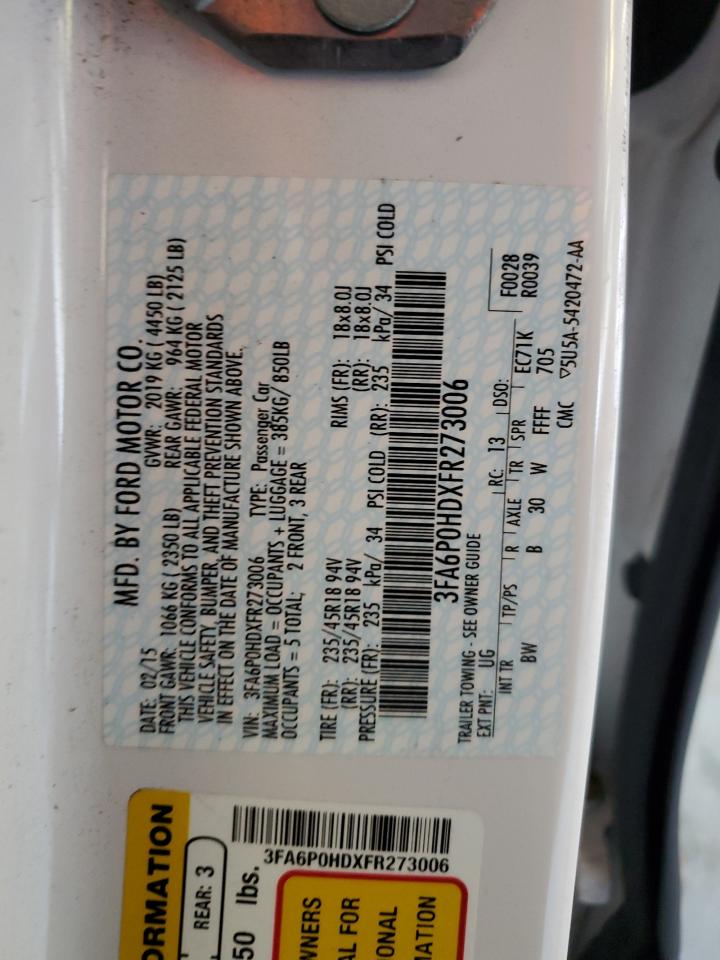 MFD. BY FORD MOTOR CO.
DATE: 02/15 GVWR: 2019 KG ( 4450 LB)
FRONT GAWR: 1066 KG ( 2350 LB) REAR GAWR: 964 KG ( 2125 LB)
THIS VEHICLE CONFORMS TO ALL APPLICABLE FEDERAL MOTOR
VEHICLE SAFETY, BUMPER, AND THEFT PREVENTION STANDARDS
IN EFFECT ON THE DATE OF MANUFACTURE SHOWN ABOVE.
VIN: 3FA6P0HDXFR273006 TYPE: Passenger Car
MAXIMUM LOAD = OCCUPANTS + LUGGAGE = 385KG/ 850LB
OCCUPANTS = 5 TOTAL; 2 FRONT, 3 REAR
TIRE (FR): 235/45R18 94V RIMS (FR): 18x8.0J
(RR): 235/45R18 94V (RR): 18x8.0J
PRESSURE (FR): 235 kPa/ 34 PSI COLD (RR): 235 kPa/ 34 PSI COLD
3FA6P0HDXFR273006
TRAILER TOWING - SEE OWNER GUIDE
EXT PNT: UG RC: 13 DSO: F0028
R0039
INT TR TP/PS R AXLE TR SPR EC71K
BW B 30 W FFFF 705
CMC ▽5U5A-5420472-AA
ORMATION
REAR: 3
50 lbs.
3FA6P0HDXFR273006
WNERS
AL FOR
ONAL
MATION